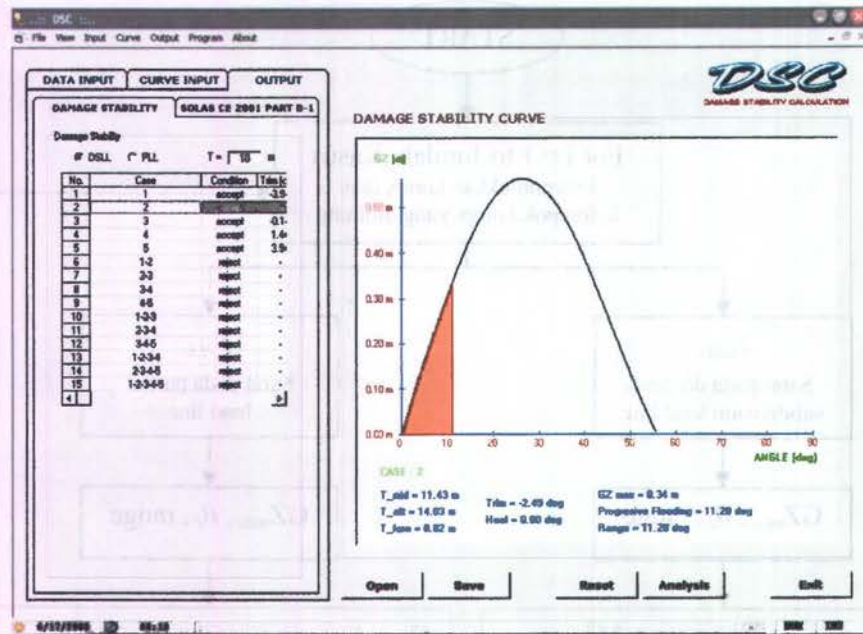 ..:: DSC ::..
File View Input Curve Output Program About
DATA INPUT CURVE INPUT OUTPUT
DAMAGE STABILITY SOLAS CE 2001 PART B-1
Damage Stability
DSLL PLL T = 10 m
No. Case Condition Trim
1 1 accept
2 2
3 3 accept -0.1
4 4 accept 1.4
5 5 accept 3.9
6 1-2 reject -
7 2-3 reject -
8 3-4 reject -
9 4-5 reject -
10 1-2-3 reject -
11 2-3-4 reject -
12 3-4-5 reject -
13 1-2-3-4 reject -
14 2-3-4-5 reject -
15 1-2-3-4-5 reject -
DSC
DAMAGE STABILITY CALCULATION
DAMAGE STABILITY CURVE
GZ [m]
0.40 m
0.30 m
0.20 m
0.10 m
0.00 m
0 10 20 30 40 50 60 70 80 90
ANGLE [deg]
CASE : 2
T_mid = 11.43 m
T_aft = 14.03 m
T_fore = 8.82 m
Trim = -2.49 deg
Heel = 0.00 deg
GZ max = 0.34 m
Progressive Flooding = 11.20 deg
Range = 11.20 deg
Open Save Reset Analysis Exit